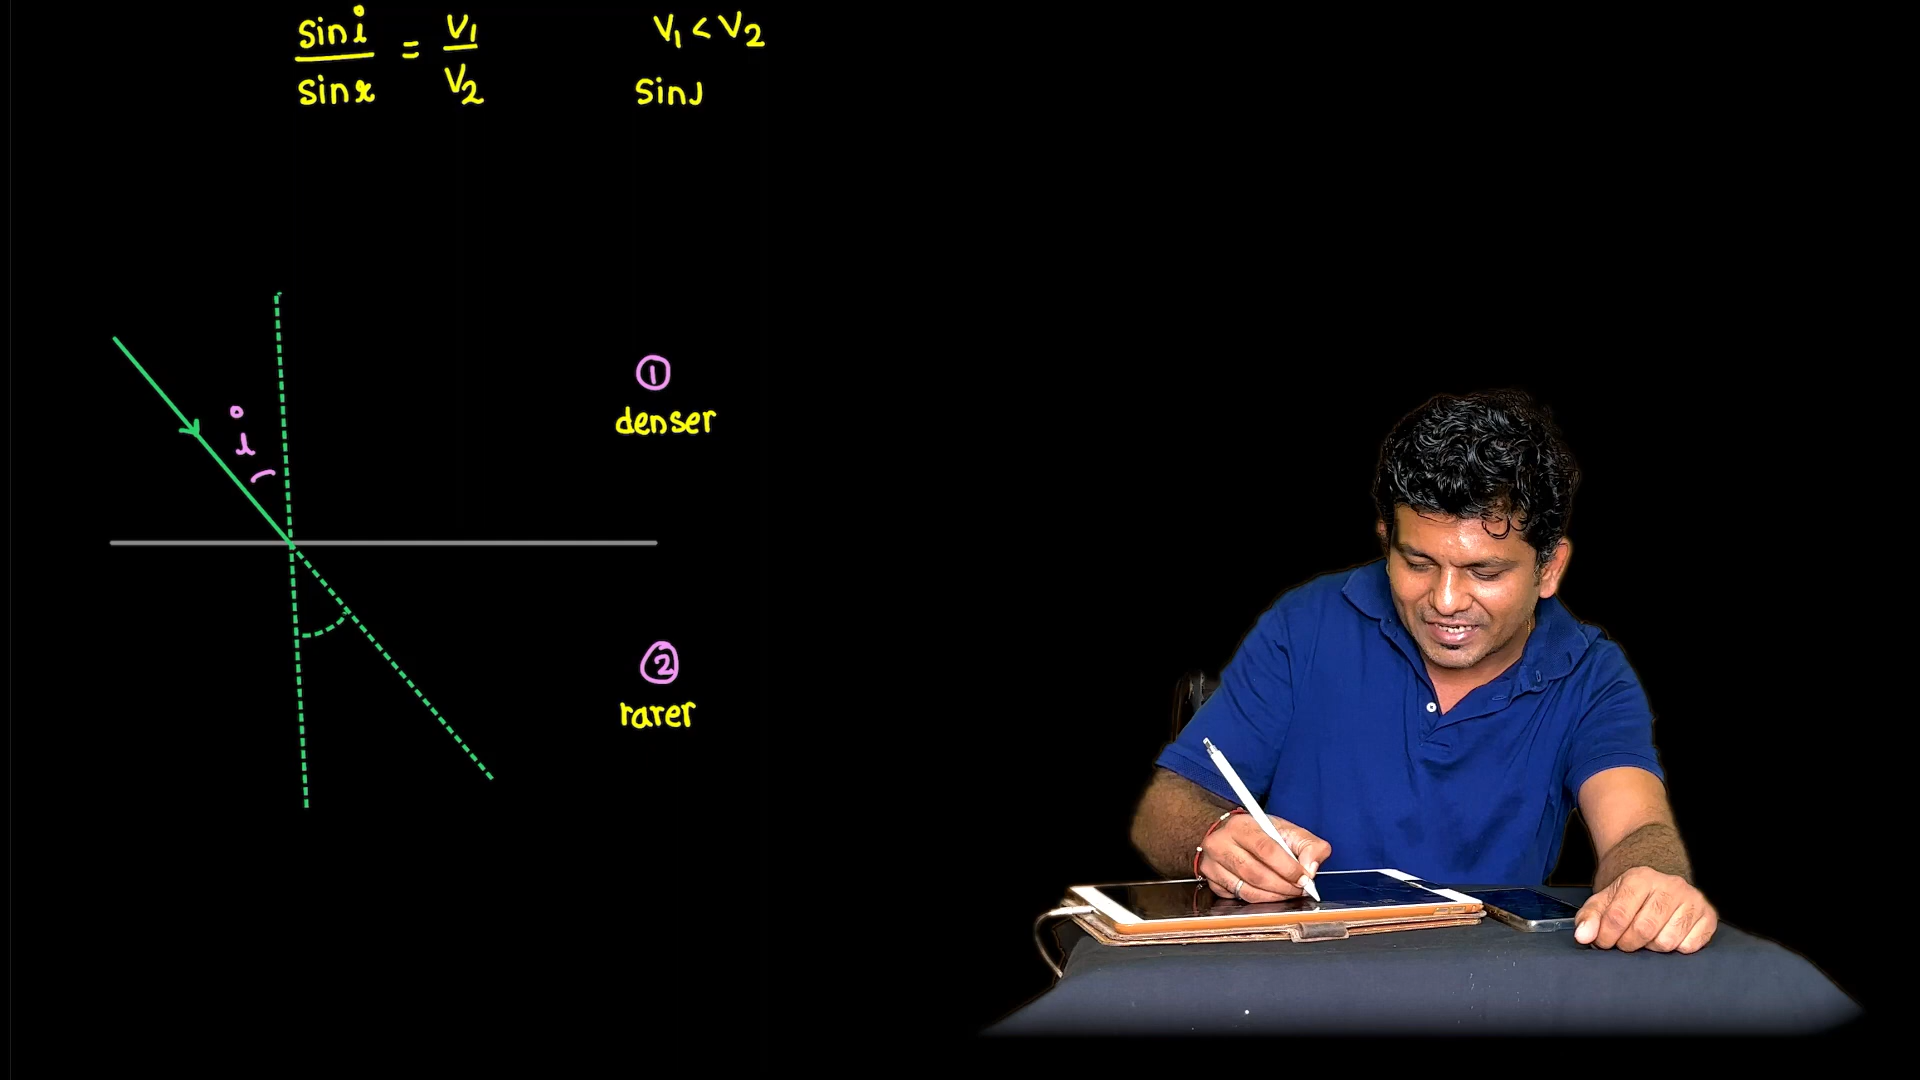 sin i / sin r = V1 / V2
V1 < V2
sin
i
1
denser
2
rarer